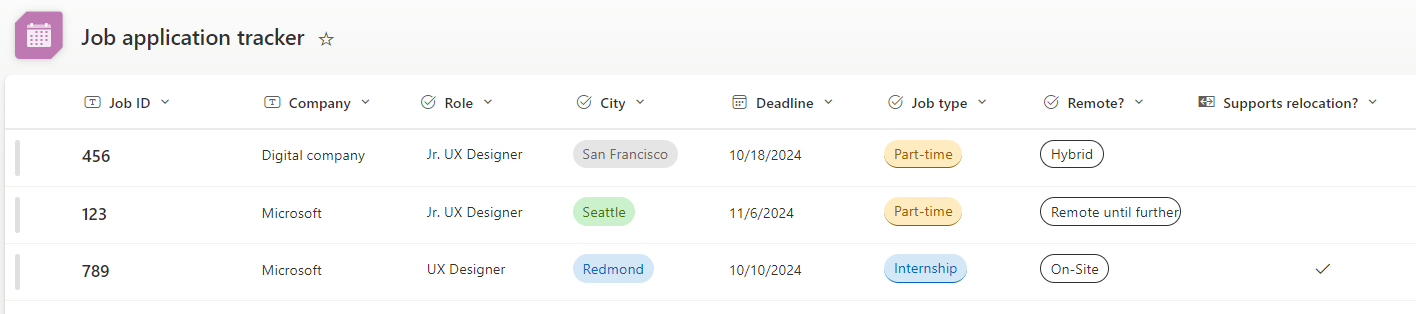 Job application tracker
Job ID Company Role City Deadline Job type Remote? Supports relocation?
456 Digital company Jr. UX Designer San Francisco 10/18/2024 Part-time Hybrid
123 Microsoft Jr. UX Designer Seattle 11/6/2024 Part-time Remote until further
789 Microsoft UX Designer Redmond 10/10/2024 Internship On-Site